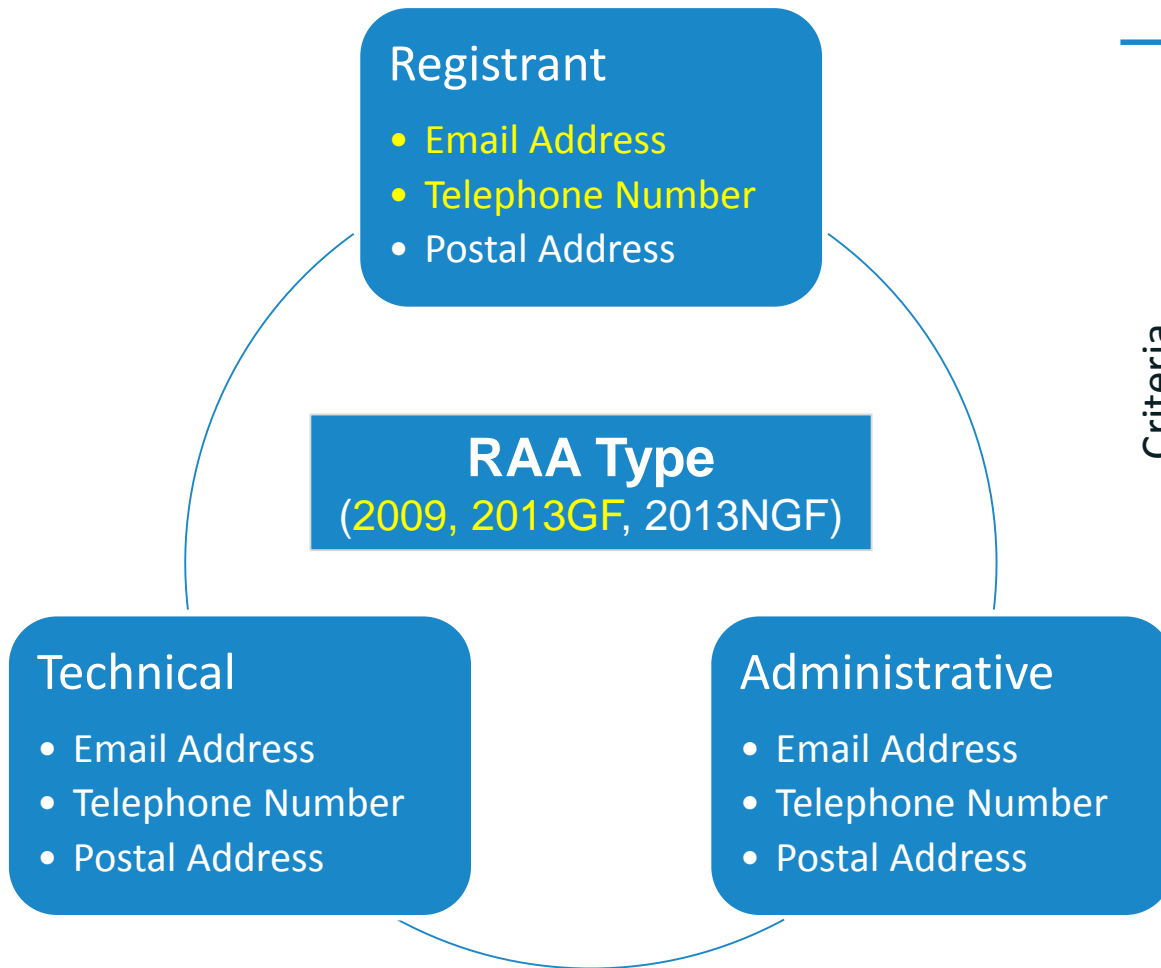 Registrant
• Email Address
• Telephone Number
• Postal Address
Criteria
RAA Type
(2009, 2013GF, 2013NGF)
Technical
• Email Address
• Telephone Number
• Postal Address
Administrative
• Email Address
• Telephone Number
• Postal Address